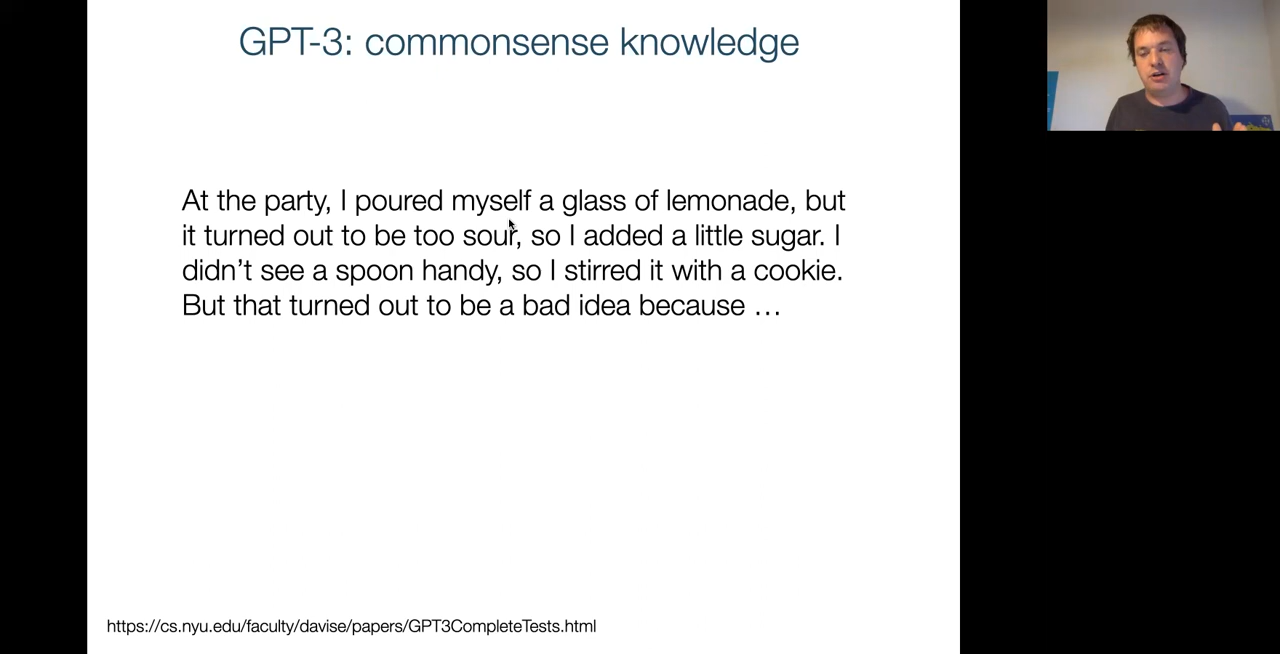 GPT-3: commonsense knowledge
At the party, I poured myself a glass of lemonade, but
it turned out to be too sour, so I added a little sugar. I
didn’t see a spoon handy, so I stirred it with a cookie.
But that turned out to be a bad idea because …
https://cs.nyu.edu/faculty/davise/papers/GPT3CompleteTests.html